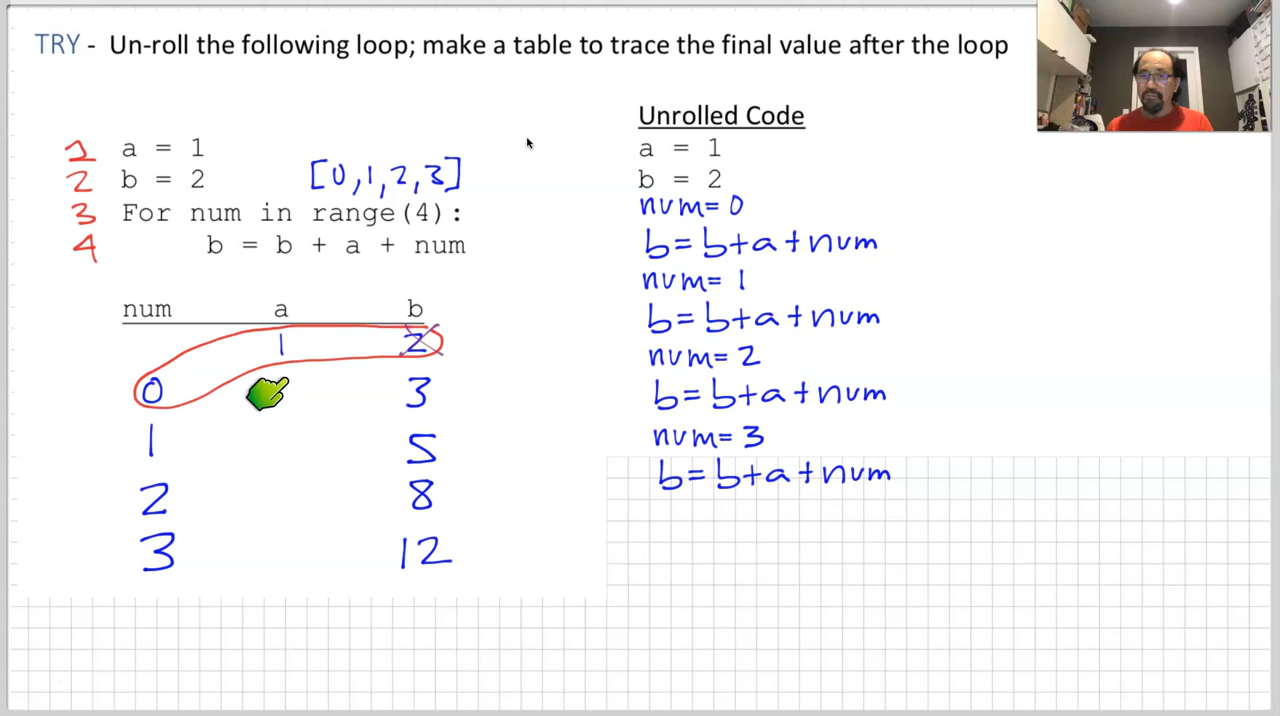 TRY - Un-roll the following loop; make a table to trace the final value after the loop
1 a = 1
2 b = 2
[0,1,2,3]
3 For num in range(4):
4 b = b + a + num
num a b
1 2
0 3
1 5
2 8
3 12
Unrolled Code
a = 1
b = 2
num= 0
b=b+a+num
num= 1
b=b+a+num
num= 2
b=b+a+num
num= 3
b=b+a+num